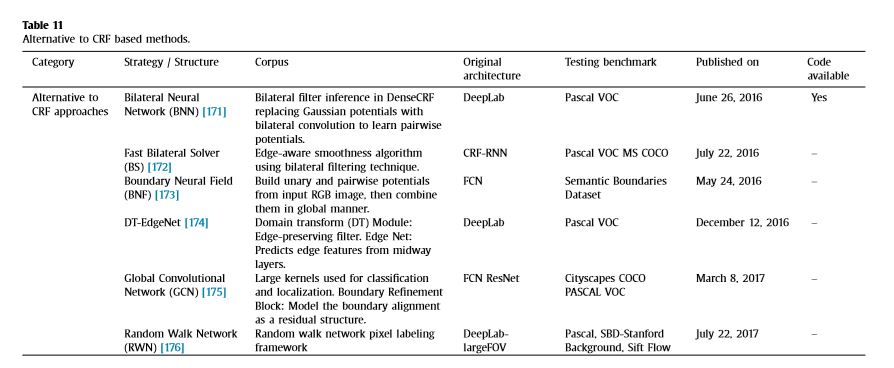 Table 11
Alternative to CRF based methods.
Category Strategy / Structure Corpus Original architecture Testing benchmark Published on Code available
Alternative to CRF approaches
Bilateral Neural Network (BNN) [171] Bilateral filter inference in DenseCRF replacing Gaussian potentials with bilateral convolution to learn pairwise potentials. DeepLab Pascal VOC June 26, 2016 Yes
Fast Bilateral Solver (BS) [172] Edge-aware smoothness algorithm using bilateral filtering technique. CRF-RNN Pascal VOC MS COCO July 22, 2016 –
Boundary Neural Field (BNF) [173] Build unary and pairwise potentials from input RGB image, then combine them in global manner. FCN Semantic Boundaries Dataset May 24, 2016 –
DT-EdgeNet [174] Domain transform (DT) Module: Edge-preserving filter. Edge Net: Predicts edge features from midway layers. DeepLab Pascal VOC December 12, 2016 –
Global Convolutional Network (GCN) [175] Large kernels used for classification and localization. Boundary Refinement Block: Model the boundary alignment as a residual structure. FCN ResNet Cityscapes COCO PASCAL VOC March 8, 2017 –
Random Walk Network (RWN) [176] Random walk network pixel labeling framework DeepLab-largeFOV Pascal, SBD-Stanford Background, Sift Flow July 22, 2017 –